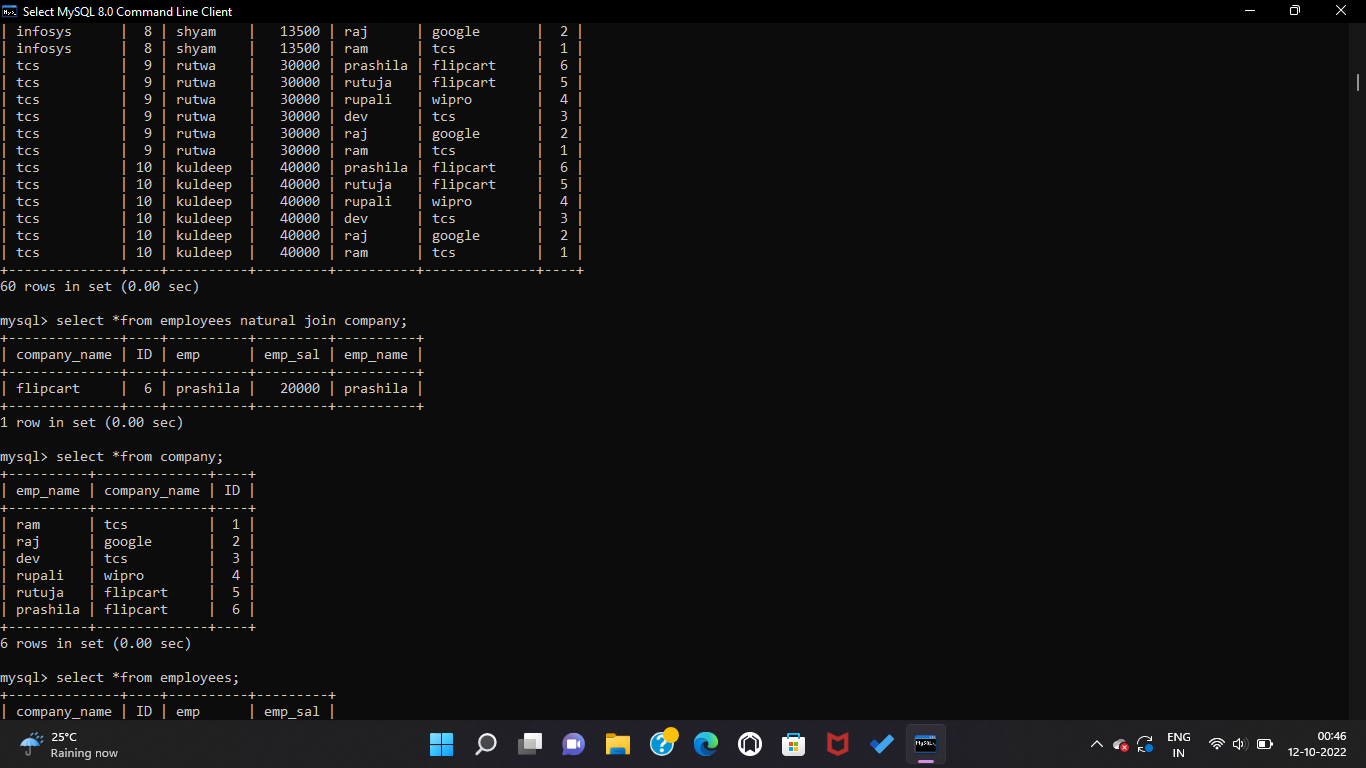 Select MySQL 8.0 Command Line Client
| infosys      |  8 | shyam    |   13500 | raj      | google       |  2 |
| infosys      |  8 | shyam    |   13500 | ram      | tcs          |  1 |
| tcs          |  9 | rutwa    |   30000 | prashila | flipcart     |  6 |
| tcs          |  9 | rutwa    |   30000 | rutuja   | flipcart     |  5 |
| tcs          |  9 | rutwa    |   30000 | rupali   | wipro        |  4 |
| tcs          |  9 | rutwa    |   30000 | dev      | tcs          |  3 |
| tcs          |  9 | rutwa    |   30000 | raj      | google       |  2 |
| tcs          |  9 | rutwa    |   30000 | ram      | tcs          |  1 |
| tcs          | 10 | kuldeep  |   40000 | prashila | flipcart     |  6 |
| tcs          | 10 | kuldeep  |   40000 | rutuja   | flipcart     |  5 |
| tcs          | 10 | kuldeep  |   40000 | rupali   | wipro        |  4 |
| tcs          | 10 | kuldeep  |   40000 | dev      | tcs          |  3 |
| tcs          | 10 | kuldeep  |   40000 | raj      | google       |  2 |
| tcs          | 10 | kuldeep  |   40000 | ram      | tcs          |  1 |
+--------------+----+----------+---------+----------+--------------+----+
60 rows in set (0.00 sec)
mysql> select *from employees natural join company;
+--------------+----+----------+---------+----------+
| company_name | ID | emp      | emp_sal | emp_name |
+--------------+----+----------+---------+----------+
| flipcart     |  6 | prashila |   20000 | prashila |
+--------------+----+----------+---------+----------+
1 row in set (0.00 sec)
mysql> select *from company;
+----------+--------------+----+
| emp_name | company_name | ID |
+----------+--------------+----+
| ram      | tcs          |  1 |
| raj      | google       |  2 |
| dev      | tcs          |  3 |
| rupali   | wipro        |  4 |
| rutuja   | flipcart     |  5 |
| prashila | flipcart     |  6 |
+----------+--------------+----+
6 rows in set (0.00 sec)
mysql> select *from employees;
+--------------+----+----------+---------+
| company_name | ID | emp      | emp_sal |
25°C
Raining now
ENG
IN
00:46
12-10-2022